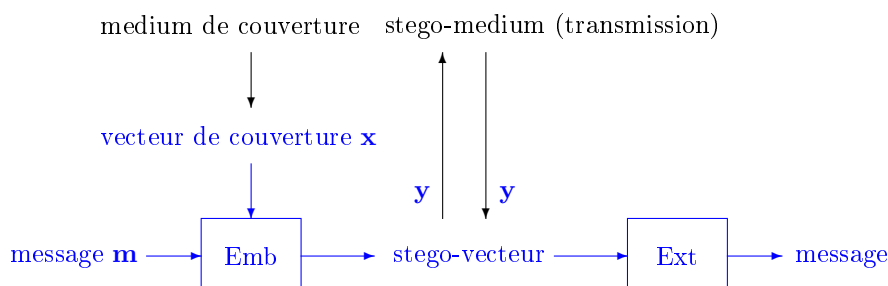 medium de couverture stego-medium (transmission)
vecteur de couverture x
y y
message m Emb stego-vecteur Ext message